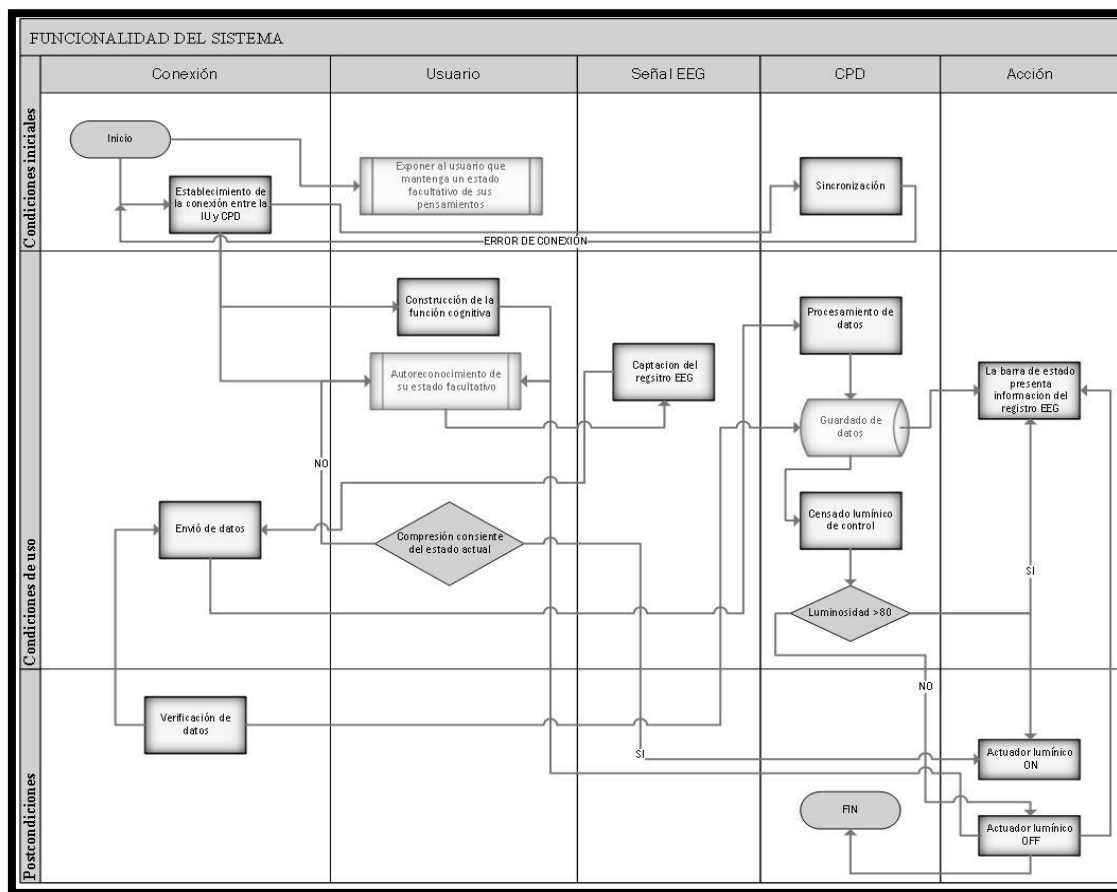 FUNCIONALIDAD DEL SISTEMA
Conexión
Usuario
Señal EEG
CPD
Acción
Condiciones iniciales
Inicio
Exponer al usuario que
mantenga un estado
facultativo de sus
pensamientos
Establecimiento de
la conexión entre la
IU y CPD
Sincronización
ERROR DE CONEXIÓN
Condiciones de uso
Construcción de la
función cognitiva
Procesamiento de
datos
Autoreconocimiento de
su estado facultativo
Captacion del
regsitro EEG
La barra de estado
presenta
informacion del
registro EEG
Guardado de
datos
NO
Envió de datos
Compresión consiente
del estado actual
Censado lumínico
de control
SI
Luminosidad >80
NO
Postcondiciones
Verificación de
datos
SI
Actuador lumínico
ON
FIN
Actuador lumínico
OFF